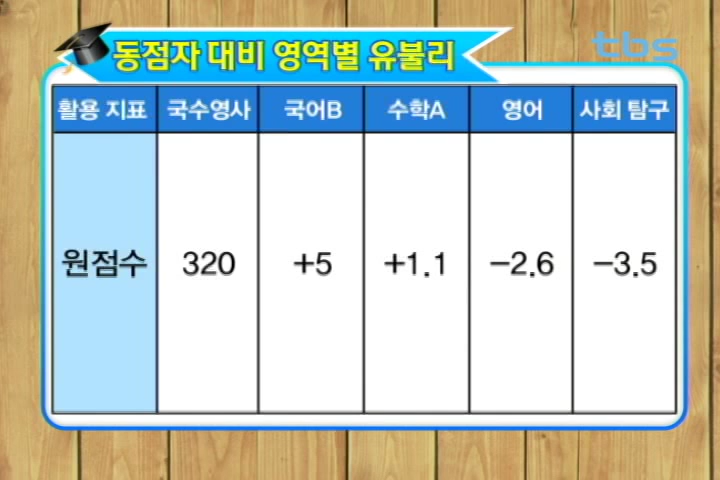 동점자 대비 영역별 유불리
tbs
활용 지표 국수영사 국어B 수학A 영어 사회 탐구
원점수 320 +5 +1.1 -2.6 -3.5